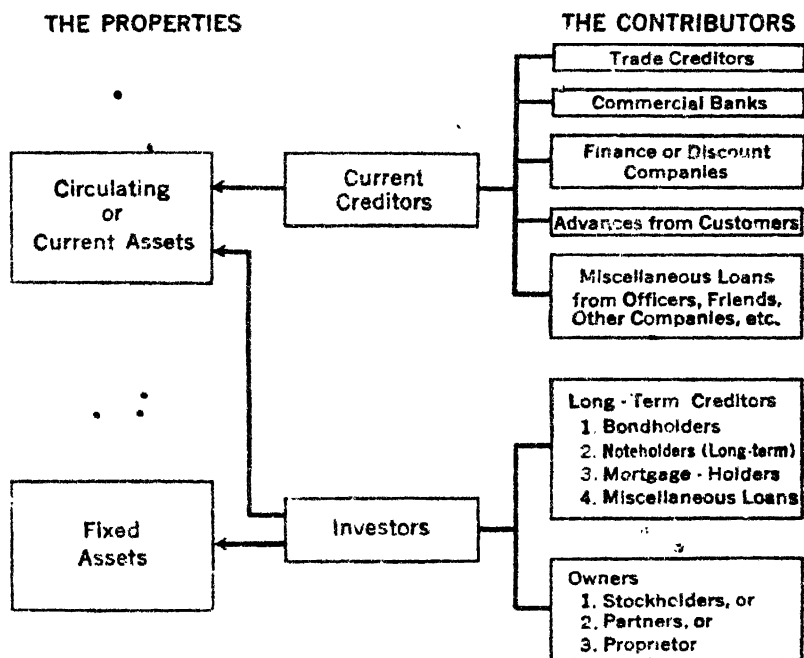 THE PROPERTIES
THE CONTRIBUTORS
Circulating
or
Current Assets
Current
Creditors
Trade Creditors
Commercial Banks
Finance or Discount
Companies
Advances from Customers
Miscellaneous Loans
from Officers, Friends,
Other Companies, etc.
Fixed
Assets
Investors
Long - Term Creditors
1. Bondholders
2. Noteholders (Long-term)
3. Mortgage - Holders
4. Miscellaneous Loans
Owners
1. Stockholders, or
2. Partners, or
3. Proprietor